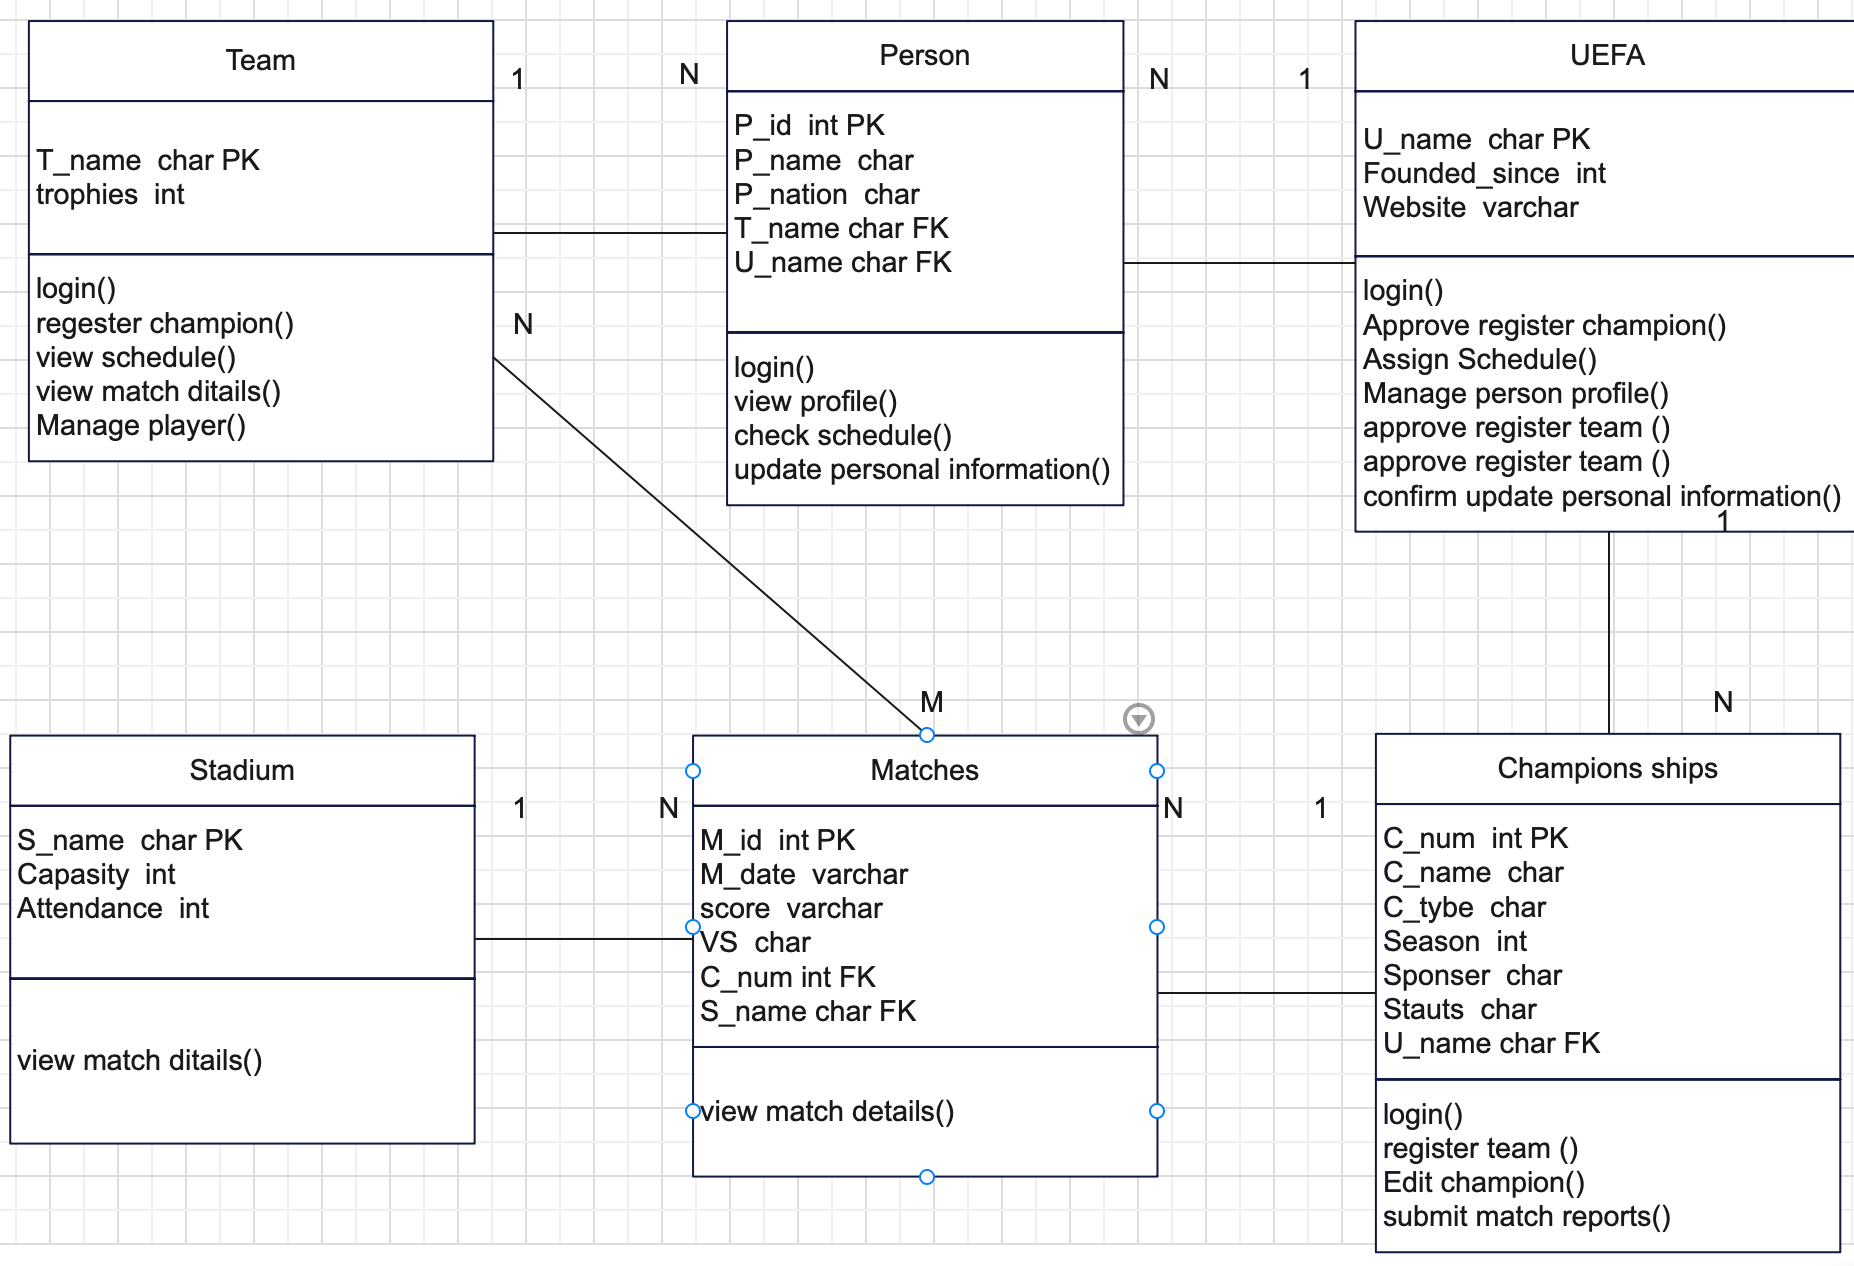 Team
1
N
T_name  char PK
trophies  int
login()
regester champion()
view schedule()
view match ditails()
Manage player()
N
Person
P_id  int PK
P_name  char
P_nation  char
T_name char FK
U_name char FK
login()
view profile()
check schedule()
update personal information()
N
1
UEFA
U_name  char PK
Founded_since  int
Website  varchar
login()
Approve register champion()
Assign Schedule()
Manage person profile()
approve register team ()
approve register team ()
confirm update personal information()
1
M
N
Stadium
S_name  char PK
Capasity  int
Attendance  int
view match ditails()
1
N
Matches
M_id  int PK
M_date  varchar
score  varchar
VS  char
C_num int FK
S_name char FK
view match details()
N
1
Champions ships
C_num  int PK
C_name  char
C_tybe  char
Season  int
Sponser  char
Stauts  char
U_name char FK
login()
register team ()
Edit champion()
submit match reports()